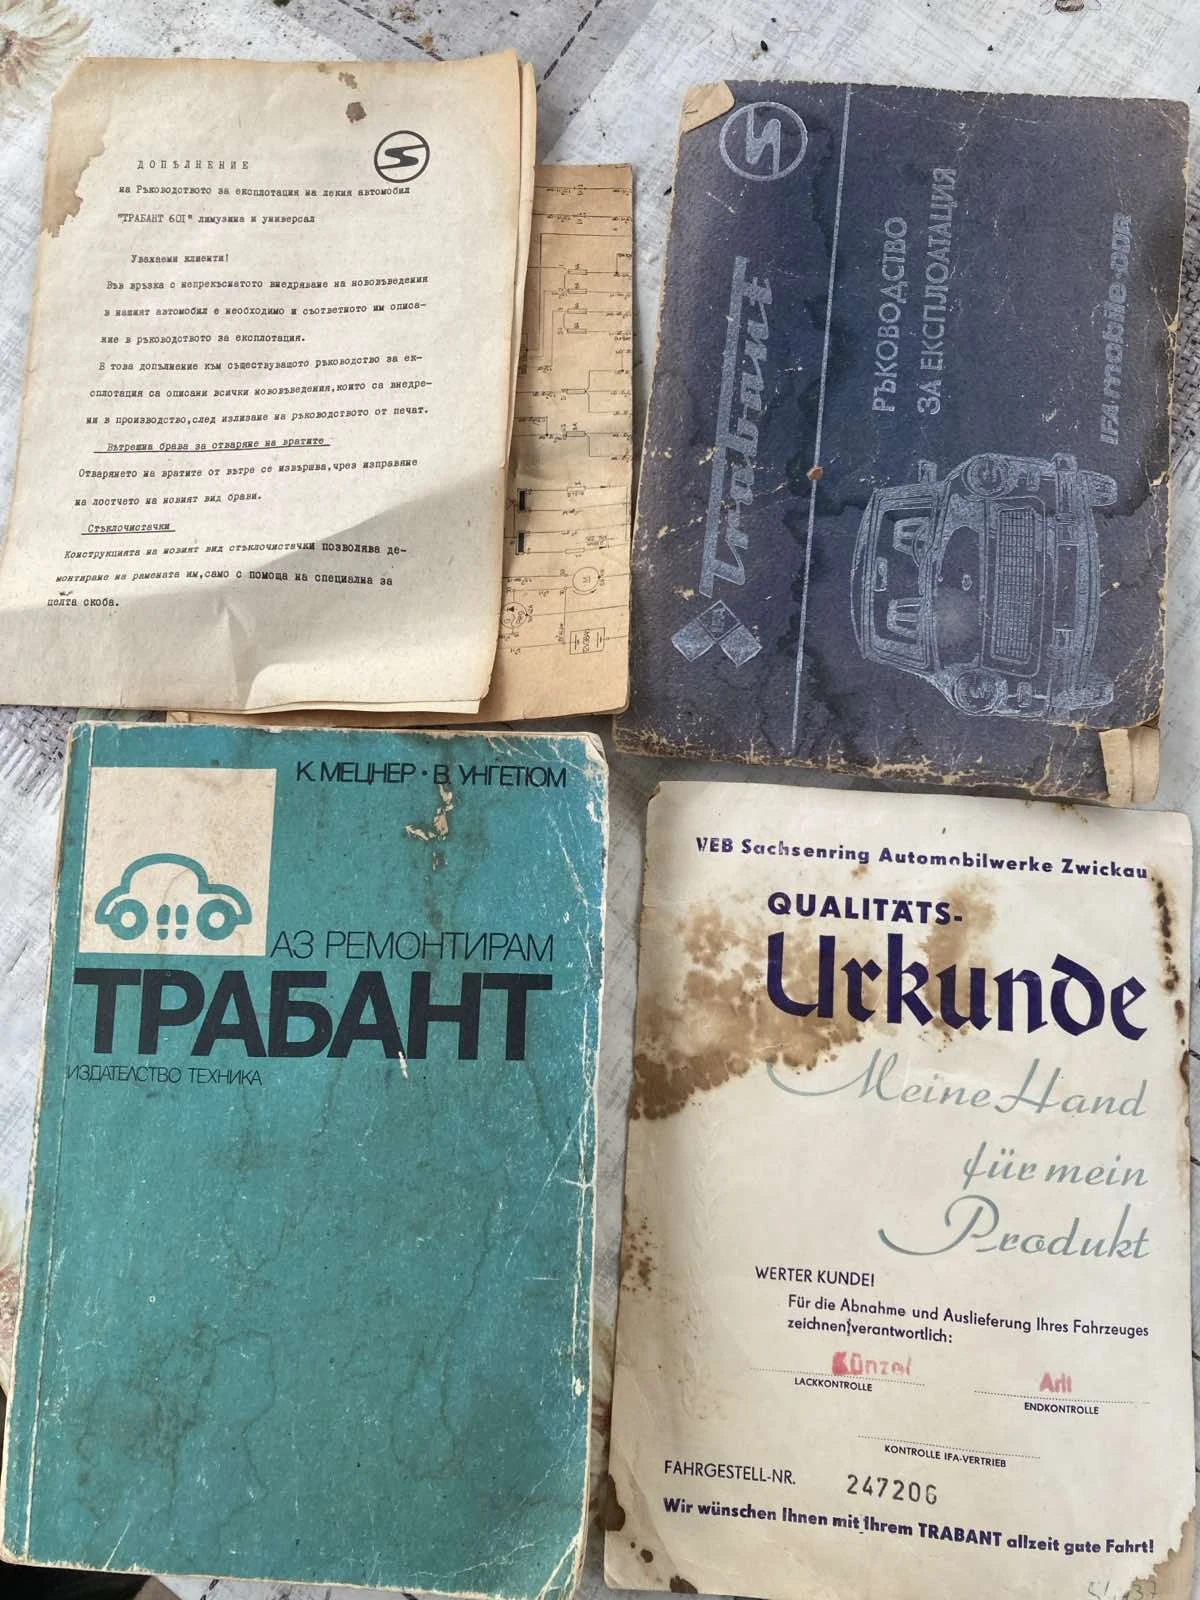 ДОПЪЛНЕНИЕ
на Ръководството за експлотация на лекия автомобил
"ТРАБАНТ 601" лимузина и универсал
Уважаеми клиенти!
Във връзка с непрекъснатото внедряване на нововъведения
в нашият автомобил е необходимо и съответното им описа-
ние в ръководството за експлотация.
В това допълнение към съществуващото ръководство за ек-
сплотация са описани всички нововъведения, които са внедре-
ни в производство, след излизане на ръководството от печат.
Вътрешна брава за отваряне на вратите
Отварянето на вратите от вътре се извършва, чрез изправяне
на лостчето на новият вид брави.
Стъклочистачки
Конструкцията на новият вид стъклочистачки позволява де-
монтиране на рамената им, само с помоща на специална за
целта скоба.
Trabant
РЪКОВОДСТВО
ЗА ЕКСПЛОАТАЦИЯ
IFA mobile-DDR
К. МЕЦНЕР · В. УНГЕТЮМ
АЗ РЕМОНТИРАМ
ТРАБАНТ
ИЗДАТЕЛСТВО ТЕХНИКА
VEB Sachsenring Automobilwerke Zwickau
QUALITÄTS-
Urkunde
Meine Hand
für mein
Produkt
WERTER KUNDE!
Für die Abnahme und Auslieferung Ihres Fahrzeuges
zeichnen verantwortlich:
Künzel
LACKKONTROLLE
Arlt
ENDKONTROLLE
KONTROLLE IFA-VERTRIEB
FAHRGESTELL-NR. 247206
Wir wünschen Ihnen mit Ihrem TRABANT allzeit gute Fahrt!